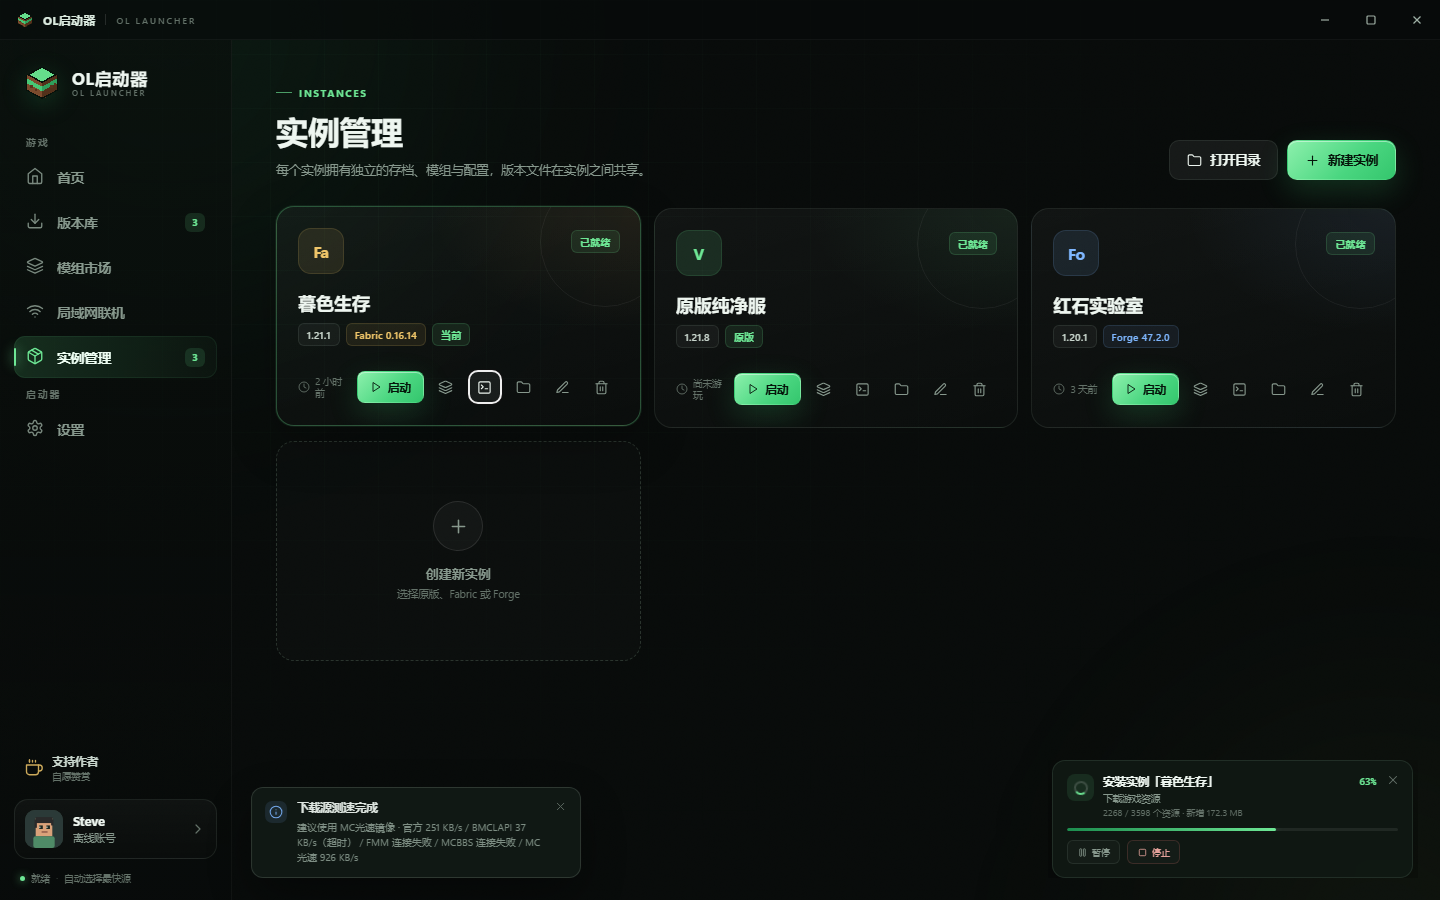 OL启动器 OL LAUNCHER
OL启动器
OL LAUNCHER
游戏
首页
版本库 3
模组市场
局域网联机
实例管理 3
启动器
设置
支持作者
自愿赞赏
Steve
离线账号
就绪 · 自动选择最快源
INSTANCES
实例管理
每个实例拥有独立的存档、模组与配置，版本文件在实例之间共享。
打开目录
新建实例
Fa
已就绪
暮色生存
1.21.1 Fabric 0.16.14 当前
2 小时
前
启动
V
已就绪
原版纯净服
1.21.8 原版
尚未游
玩
启动
Fo
已就绪
红石实验室
1.20.1 Forge 47.2.0
3 天前
启动
创建新实例
选择原版、Fabric 或 Forge
下载源测速完成
建议使用 MC光速镜像 · 官方 251 KB/s / BMCLAPI 37
KB/s（超时） / FMM 连接失败 / MCBBS 连接失败 / MC
光速 926 KB/s
安装实例「暮色生存」 63%
下载游戏资源
2268 / 3598 个资源 · 新增 172.3 MB
暂停
停止